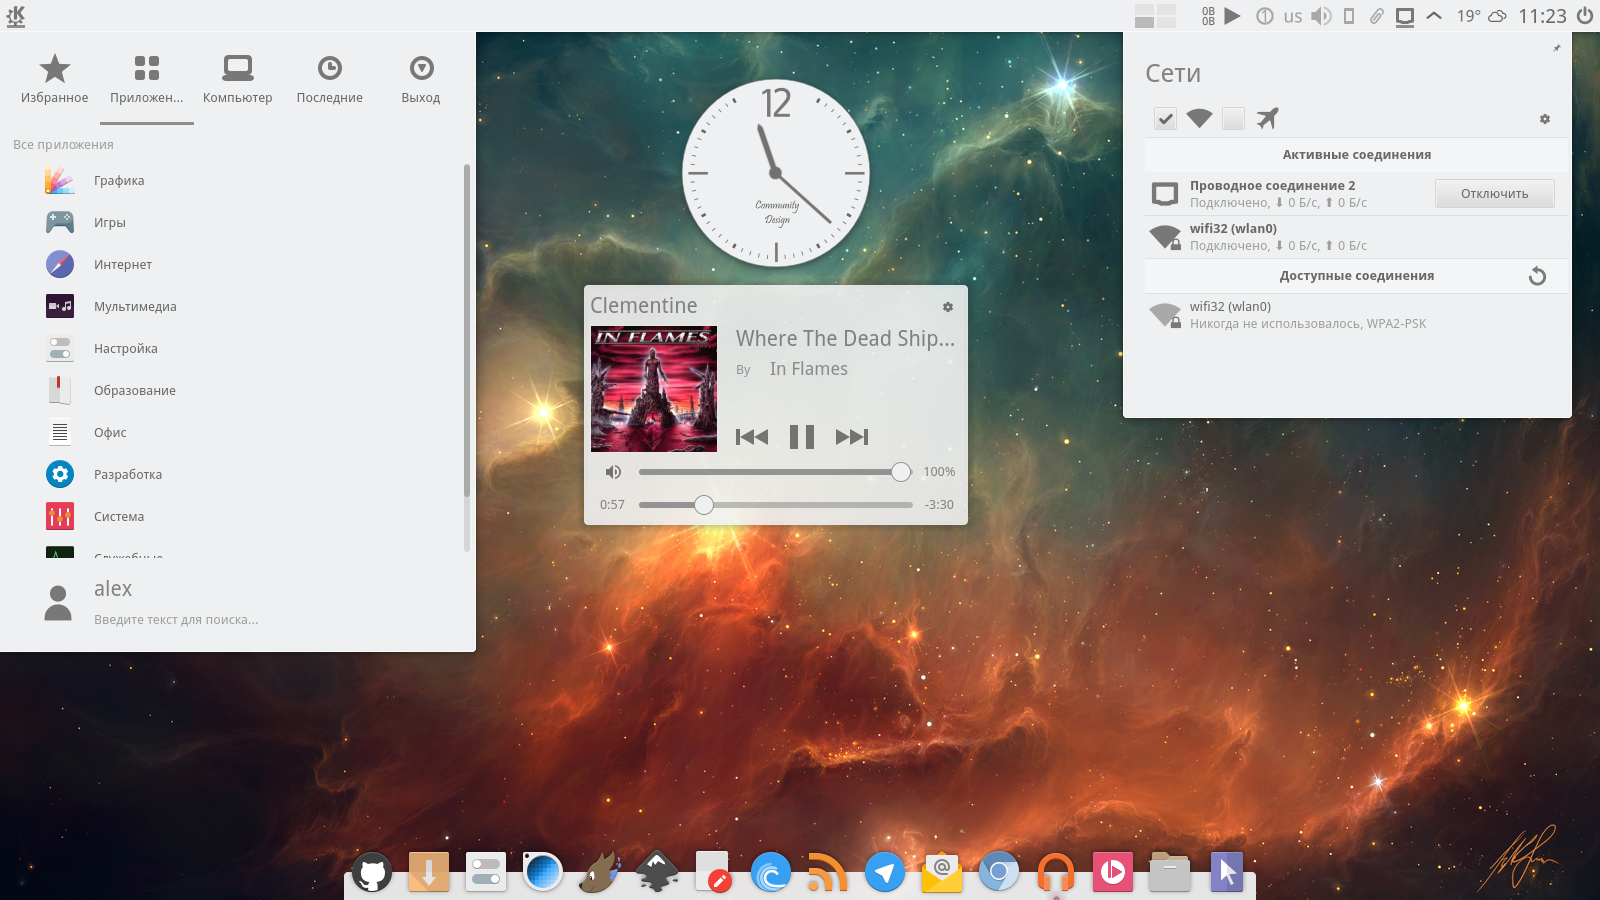 0B
0B
us
19°
11:23
Избранное
Приложен...
Компьютер
Последние
Выход
Все приложения
Графика
Игры
Интернет
Мультимедиа
Настройка
Образование
Офис
Разработка
Система
Служебные
alex
Введите текст для поиска...
12
Community
Design
Clementine
IN FLAMES
Where The Dead Ship...
By In Flames
100%
0:57
-3:30
Сети
Активные соединения
Проводное соединение 2
Подключено, ⬇ 0 Б/с, ⬆ 0 Б/с
Отключить
wifi32 (wlan0)
Подключено, ⬇ 0 Б/с, ⬆ 0 Б/с
Доступные соединения
wifi32 (wlan0)
Никогда не использовалось, WPA2-PSK